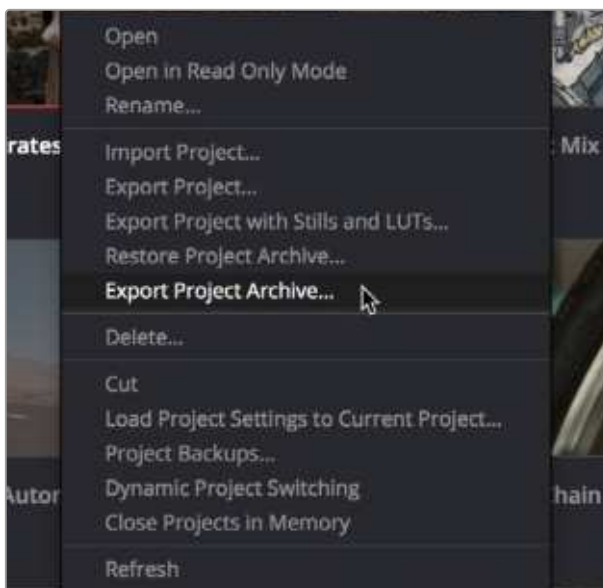 Open
Open in Read Only Mode
Rename...
rates
Mix
Import Project...
Export Project...
Export Project with Stills and LUTs...
Restore Project Archive...
Export Project Archive...
Delete...
Cut
Load Project Settings to Current Project...
Project Backups...
Autor
hain
Dynamic Project Switching
Close Projects in Memory
Refresh